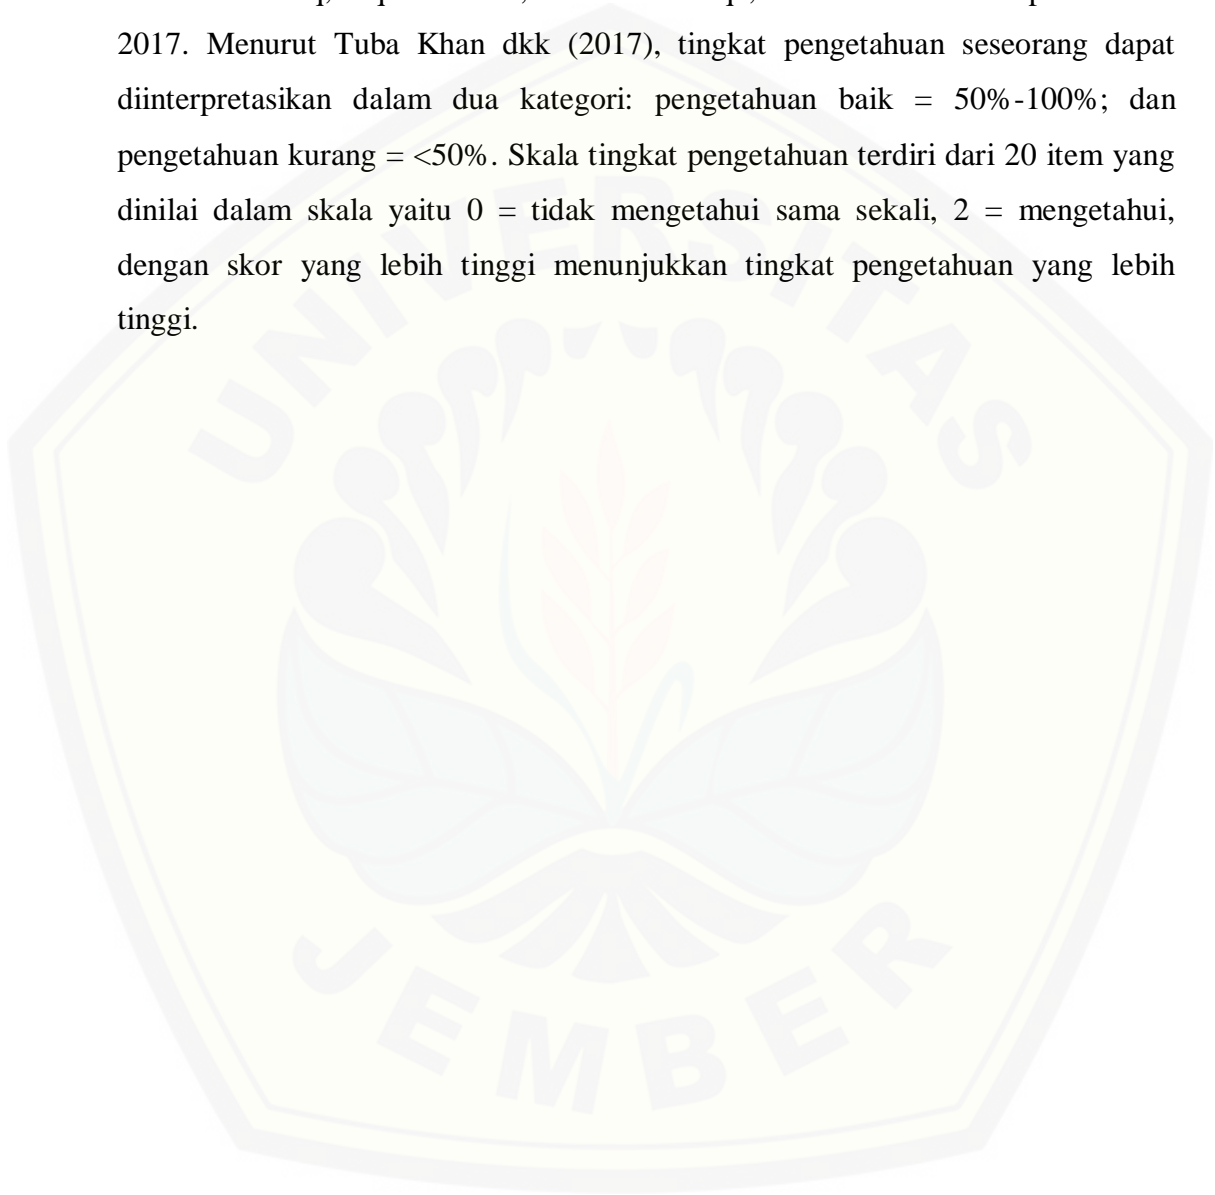 2017. Menurut Tuba Khan dkk (2017), tingkat pengetahuan seseorang dapat
diinterpretasikan dalam dua kategori: pengetahuan baik = 50%-100%; dan
pengetahuan kurang = <50%. Skala tingkat pengetahuan terdiri dari 20 item yang
dinilai dalam skala yaitu 0 = tidak mengetahui sama sekali, 2 = mengetahui,
dengan skor yang lebih tinggi menunjukkan tingkat pengetahuan yang lebih
tinggi.
UNIVERSITAS
JEMBER